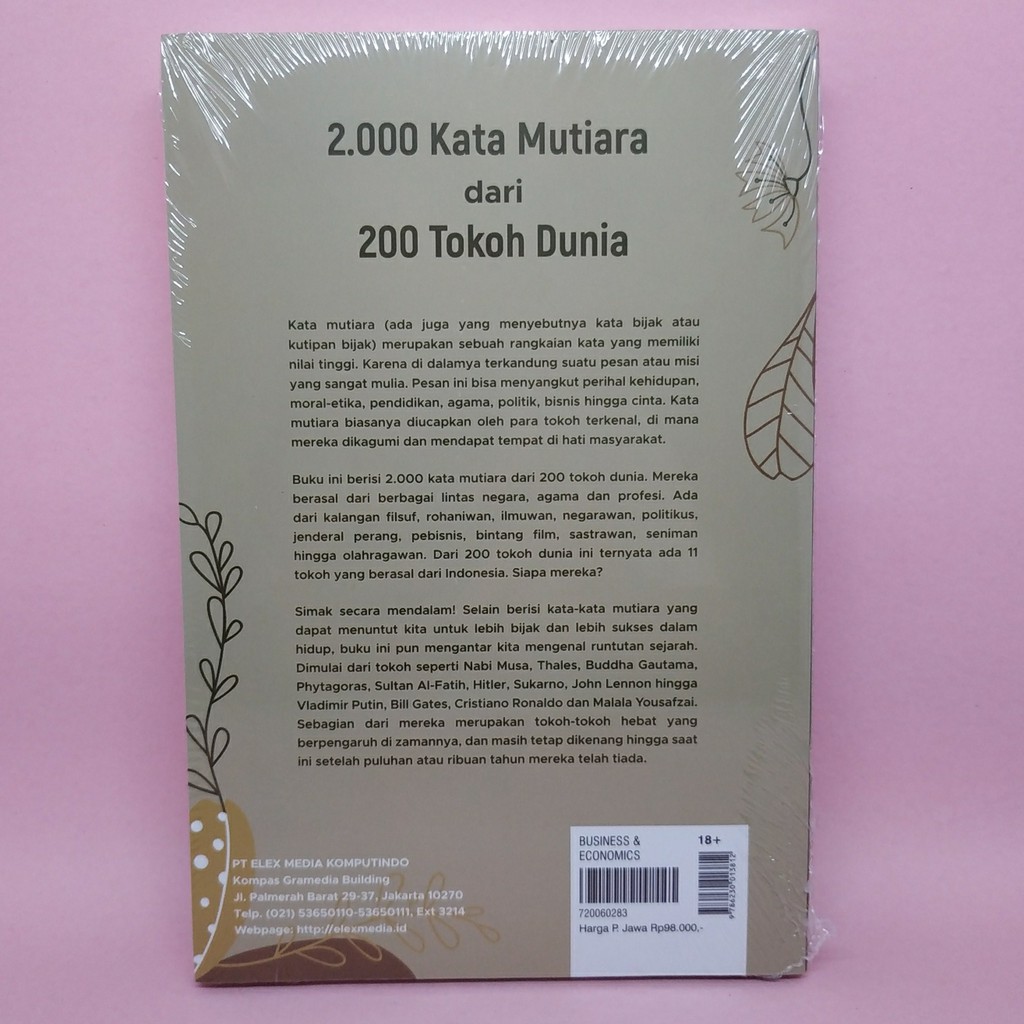 2.000 Kata Mutiara
dari
200 Tokoh Dunia
Kata mutiara (ada juga yang menyebutnya kata bijak atau
kutipan bijak) merupakan sebuah rangkaian kata yang memiliki
nilai tinggi. Karena di dalamya terkandung suatu pesan atau misi
yang sangat mulia. Pesan ini bisa menyangkut perihal kehidupan,
moral-etika, pendidikan, agama, politik, bisnis hingga cinta. Kata
mutiara biasanya diucapkan oleh para tokoh terkenal, di mana
mereka dikagumi dan mendapat tempat di hati masyarakat.
Buku ini berisi 2.000 kata mutiara dari 200 tokoh dunia. Mereka
berasal dari berbagai lintas negara, agama dan profesi. Ada
dari kalangan filsuf, rohaniwan, ilmuwan, negarawan, politikus,
jenderal perang, pebisnis, bintang film, sastrawan, seniman
hingga olahragawan. Dari 200 tokoh dunia ini ternyata ada 11
tokoh yang berasal dari Indonesia. Siapa mereka?
Simak secara mendalam! Selain berisi kata-kata mutiara yang
dapat menuntut kita untuk lebih bijak dan lebih sukses dalam
hidup, buku ini pun mengantar kita mengenal runtutan sejarah.
Dimulai dari tokoh seperti Nabi Musa, Thales, Buddha Gautama,
Phytagoras, Sultan Al-Fatih, Hitler, Sukarno, John Lennon hingga
Vladimir Putin, Bill Gates, Cristiano Ronaldo dan Malala Yousafzai.
Sebagian dari mereka merupakan tokoh-tokoh hebat yang
berpengaruh di zamannya, dan masih tetap dikenang hingga saat
ini setelah puluhan atau ribuan tahun mereka telah tiada.
PT ELEX MEDIA KOMPUTINDO
Kompas Gramedia Building
Jl. Palmerah Barat 29-37, Jakarta 10270
Telp. (021) 53650110-53650111, Ext 3214
Webpage: http://elexmedia.id
BUSINESS &
ECONOMICS
18+
720060283
Harga P. Jawa Rp98.000,-
9786230013812